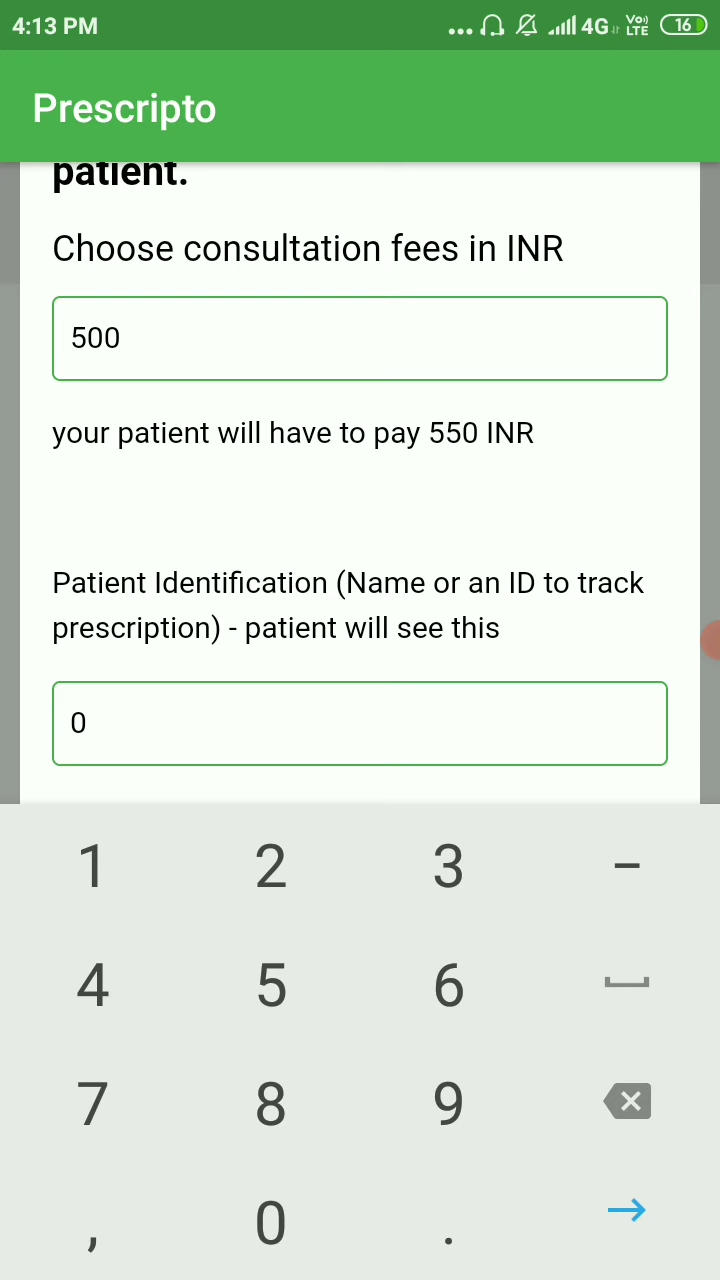 4:13 PM
4G Vo) LTE 16
Prescripto
patient.
Choose consultation fees in INR
500
your patient will have to pay 550 INR
Patient Identification (Name or an ID to track
prescription) - patient will see this
0
1 2 3 -
4 5 6
7 8 9
, 0 .